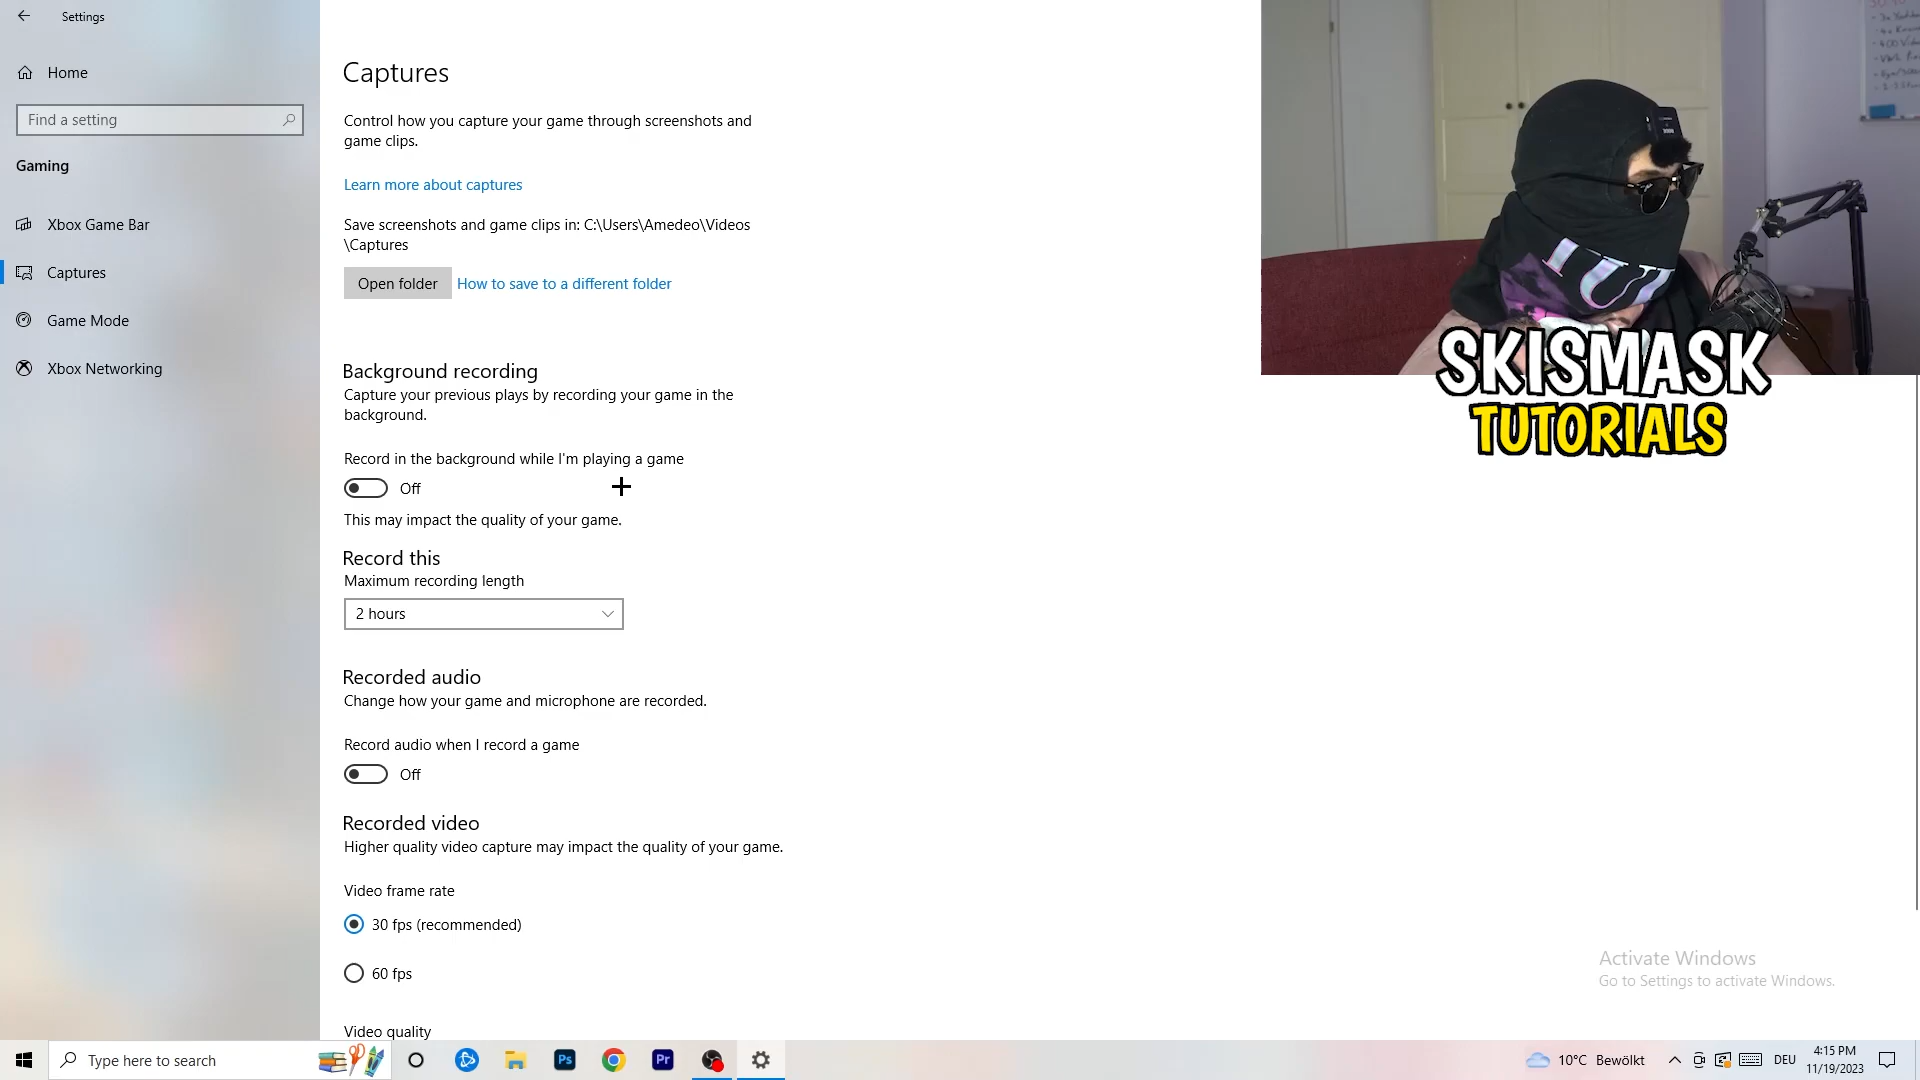 Settings
Home
Find a setting
Gaming
Xbox Game Bar
Captures
Game Mode
Xbox Networking
Captures
Control how you capture your game through screenshots and
game clips.
Learn more about captures
Save screenshots and game clips in: C:\Users\Amedeo\Videos
\Captures
Open folder
How to save to a different folder
Background recording
Capture your previous plays by recording your game in the
background.
Record in the background while I'm playing a game
Off
This may impact the quality of your game.
Record this
Maximum recording length
2 hours
Recorded audio
Change how your game and microphone are recorded.
Record audio when I record a game
Off
Recorded video
Higher quality video capture may impact the quality of your game.
Video frame rate
30 fps (recommended)
60 fps
Video quality
SKISMASK
TUTORIALS
Activate Windows
Go to Settings to activate Windows.
Type here to search
Ps
Pr
10°C Bewölkt
DEU
4:15 PM
11/19/2023